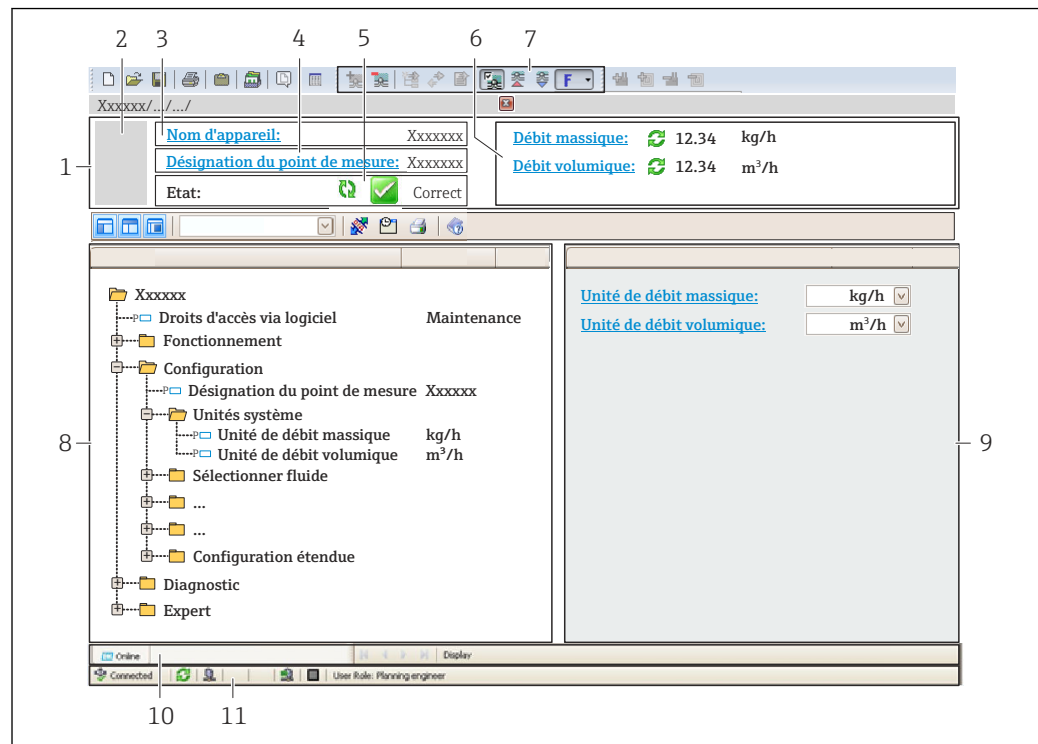 2 3 4 5 6 7
F
Xxxxxx/.../.../
1
Nom d'appareil: Xxxxxxx
Désignation du point de mesure: Xxxxxxx
Etat: Correct
Débit massique: 12.34 kg/h
Débit volumique: 12.34 m³/h
Xxxxxx
P Droits d'accès via logiciel Maintenance
Fonctionnement
Configuration
P Désignation du point de mesure Xxxxxx
Unités système
P Unité de débit massique kg/h
P Unité de débit volumique m³/h
Sélectionner fluide
...
...
Configuration étendue
Diagnostic
Expert
8
Unité de débit massique: kg/h
Unité de débit volumique: m³/h
9
Online Display
Connected User Role: Planning engineer
10 11